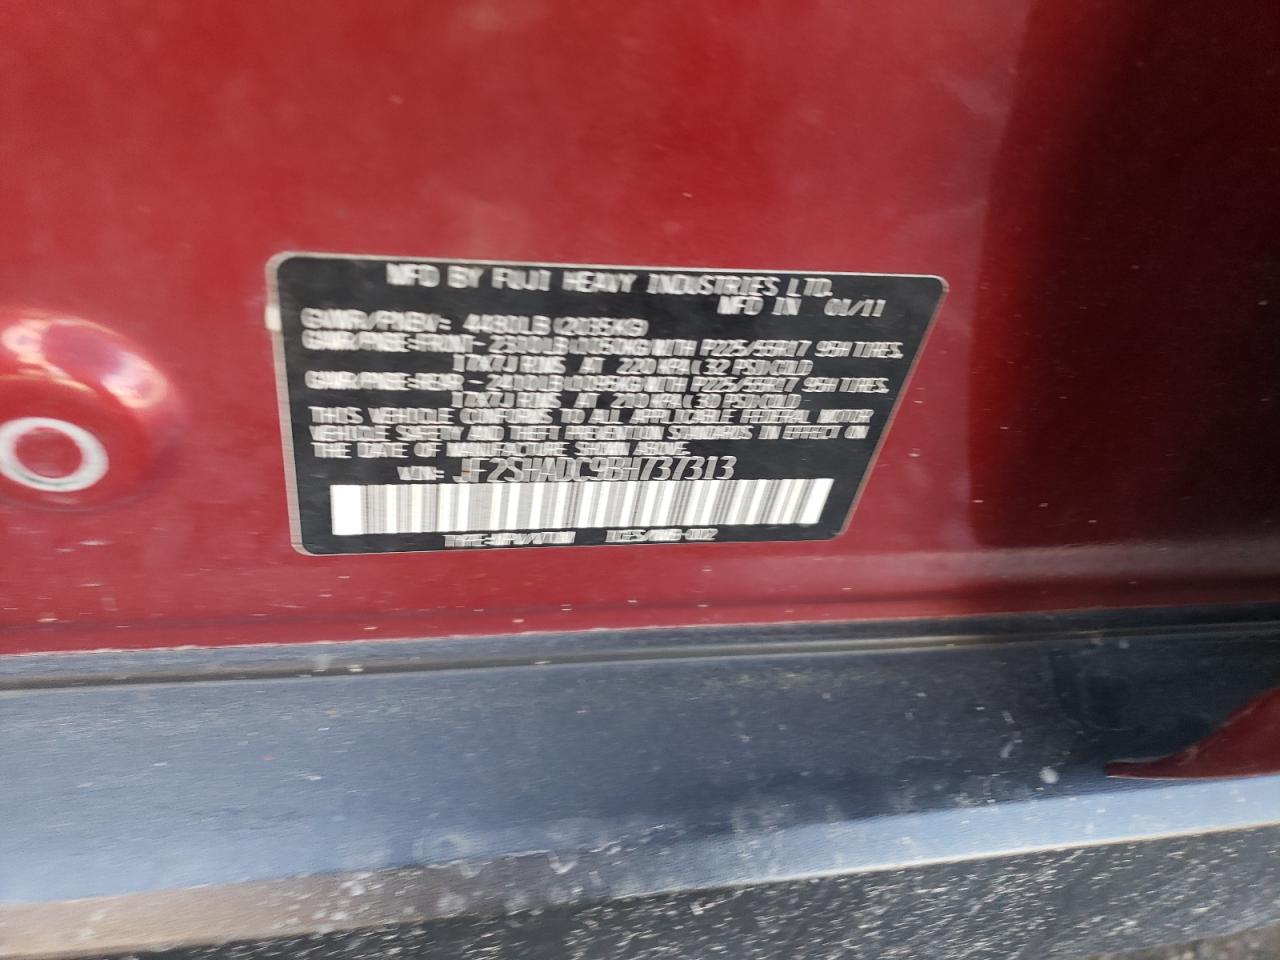 MFD BY FUJI HEAVY INDUSTRIES LTD.
MFD IN 01/11
GVWR/PNBV: 4480LB (2035KG)
GAWR/PNBE:FRONT- 2310LB(1050KG)WITH P225/55R17 95H TIRES.
17x7J RIMS AT 220 KPA(32 PSI)COLD
GAWR/PNBE:REAR - 2410LB(1095KG)WITH P225/55R17 95H TIRES.
17x7J RIMS AT 210 KPA(30 PSI)COLD
THIS VEHICLE CONFORMS TO ALL APPLICABLE FEDERAL MOTOR
VEHICLE SAFETY AND THEFT PREVENTION STANDARDS IN EFFECT ON
THE DATE OF MANUFACTURE SHOWN ABOVE.
VIN: JF2SHADC9BH737313
TYPE:MPV/VTUM